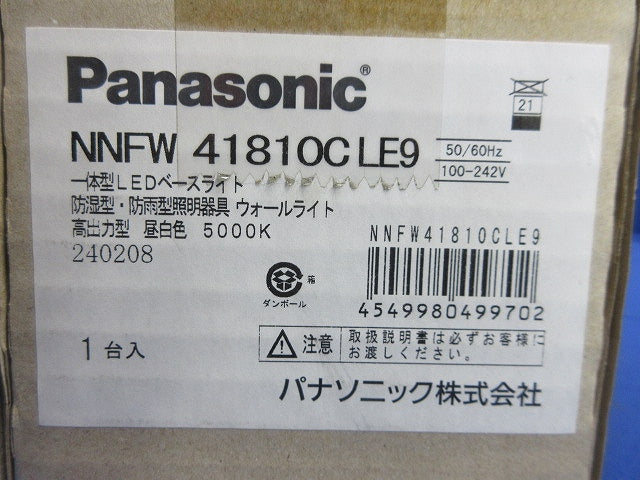 Panasonic®
NNFW 41810C LE9
50/60Hz
100-242V
21
一体型LEDベースライト
防湿型・防雨型照明器具 ウォールライト
高出力型 昼白色 5000K
240208
NNFW41810CLE9
4549980499702
箱
ダンボール
1台入
注意
取扱説明書は必ずお客様に
お渡しください。
パナソニック株式会社